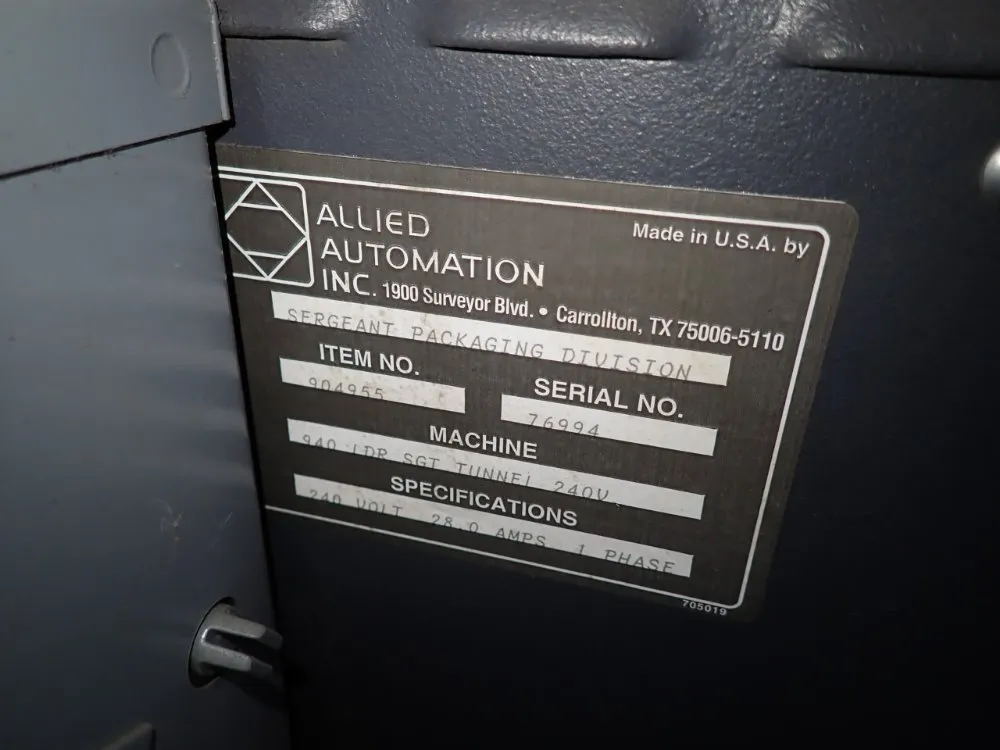 ALLIED
AUTOMATION
INC.
Made in U.S.A. by
1900 Surveyor Blvd. • Carrollton, TX 75006-5110
SERGEANT PACKAGING DIVISION
ITEM NO.
SERIAL NO.
904955
76994
MACHINE
940 LDR SGT TUNNEL 240V
SPECIFICATIONS
240 VOLT, 28.0 AMPS, 1 PHASE
705019